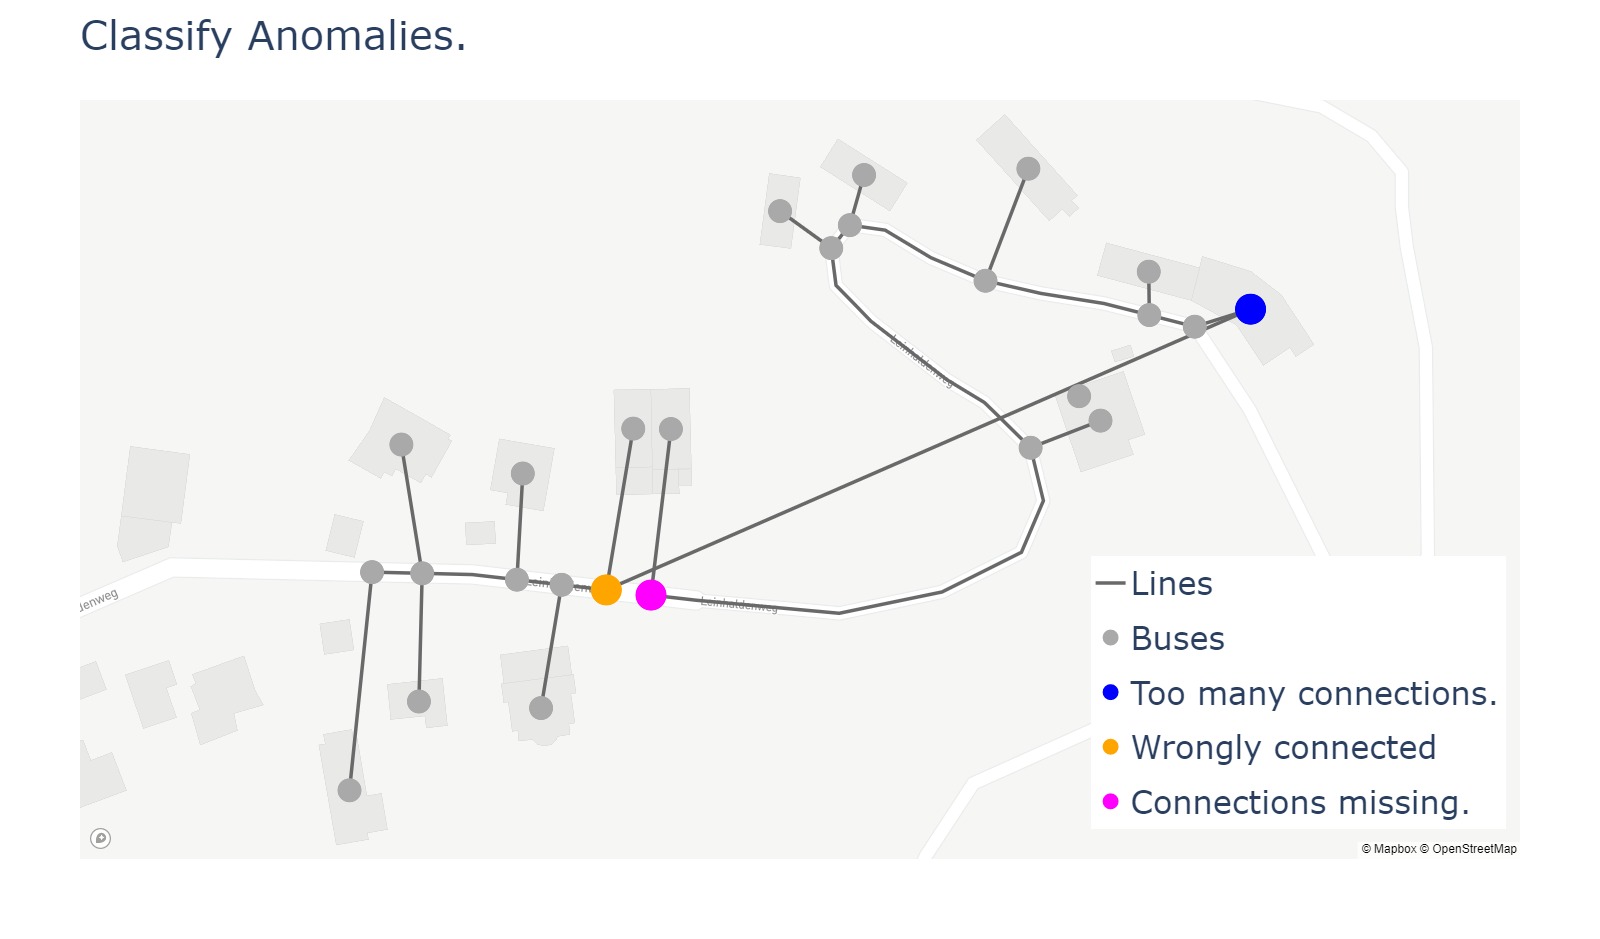 Classify Anomalies.
Leinhaldenweg
Leinhaldenweg
denweg
Lines
Buses
Too many connections.
Wrongly connected
Connections missing.
© Mapbox © OpenStreetMap